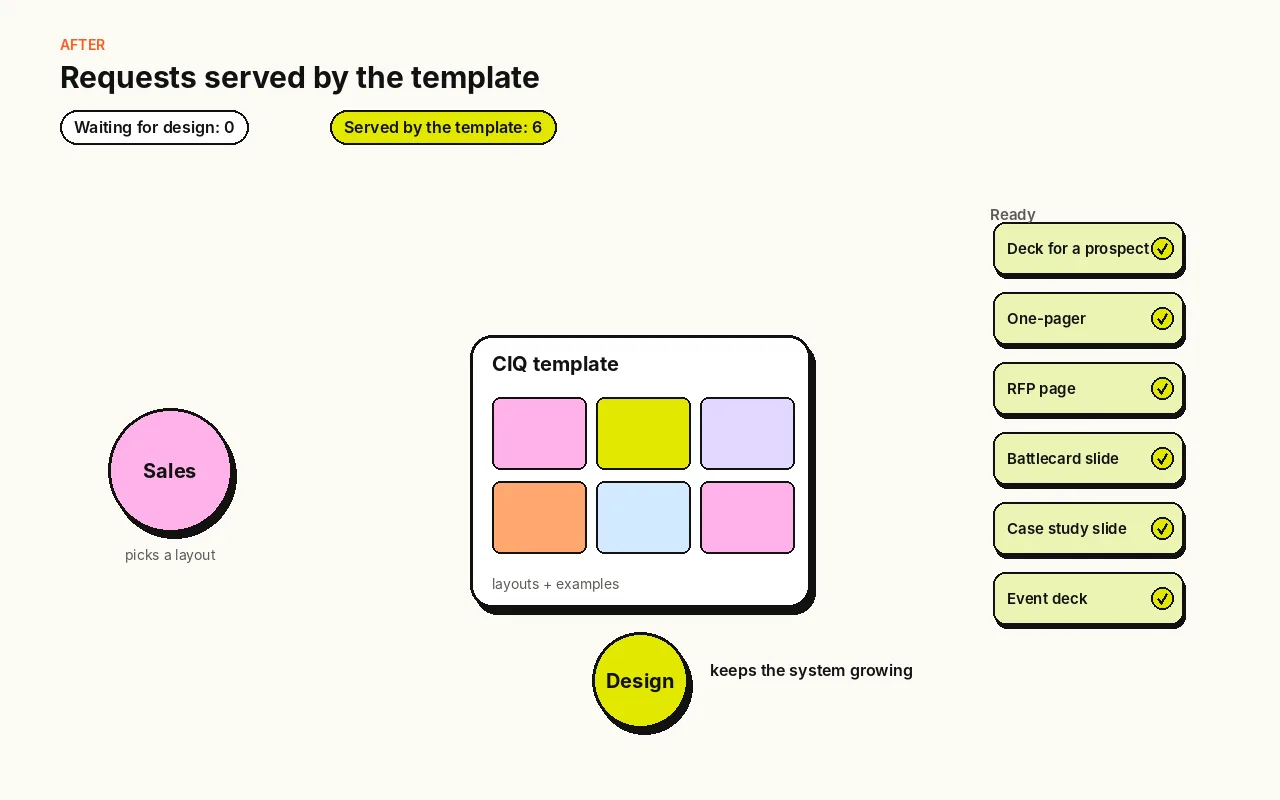 AFTER
Requests served by the template
Waiting for design: 0
Served by the template: 6
Ready
Deck for a prospect
One-pager
RFP page
Battlecard slide
Case study slide
Event deck
CIQ template
layouts + examples
Sales
picks a layout
Design
keeps the system growing